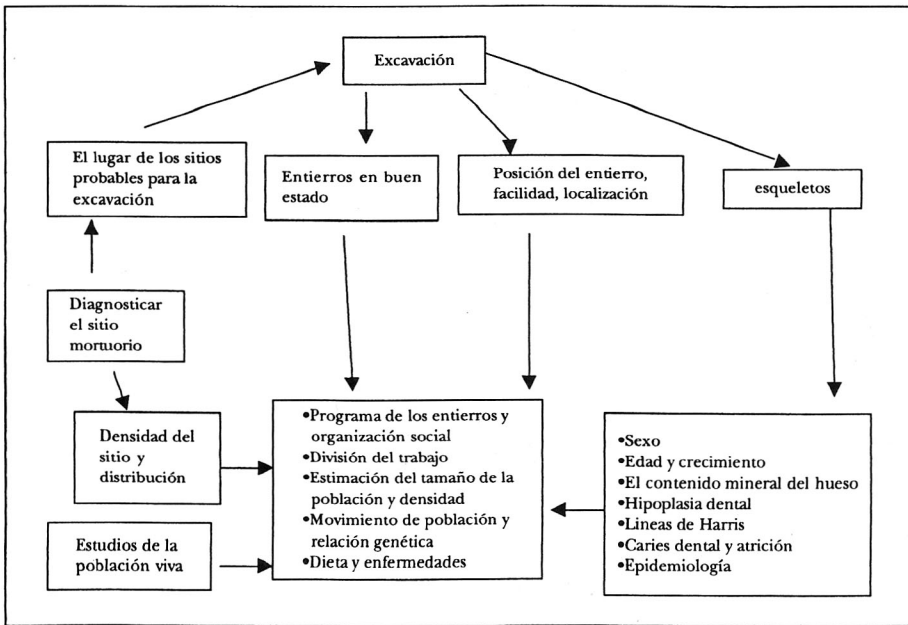 Excavación
El lugar de los sitios
probables para la
excavación
Entierros en buen
estado
Posición del entierro,
facilidad, localización
esqueletos
Diagnosticar
el sitio
mortuorio
Densidad del
sitio y
distribución
Estudios de la
población viva
•Programa de los entierros y
organización social
•División del trabajo
•Estimación del tamaño de la
población y densidad
•Movimiento de población y
relación genética
•Dieta y enfermedades
•Sexo
•Edad y crecimiento
•El contenido mineral del hueso
•Hipoplasia dental
•Lineas de Harris
•Caries dental y atrición
•Epidemiología